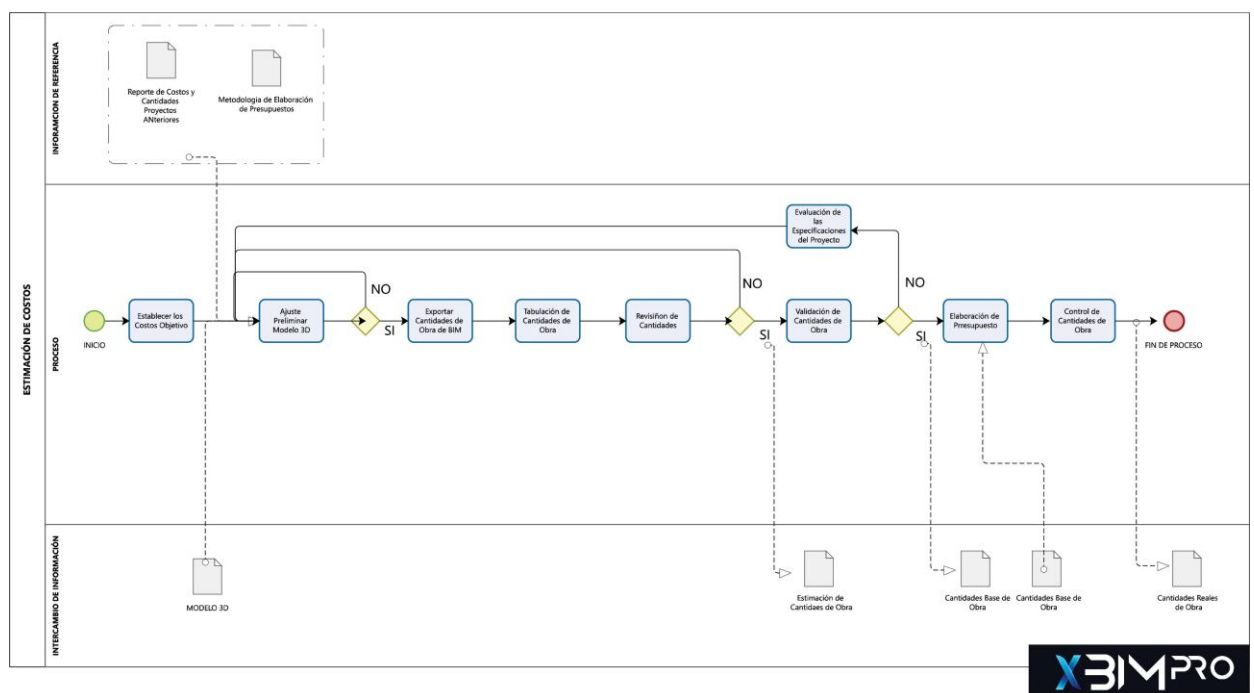 ESTIMACIÓN DE COSTOS
INFORAMCION DE REFERENCIA
Reporte de Costos y
Cantidades
Proyectos
ANteriores
Metodologia de Elaboración
de Presupuestos
PROCESO
INICIO
Establecer los
Costos Objetivo
Ajuste
Preliminar
Modelo 3D
NO
SI
Exportar
Cantidades de
Obra de BIM
Tabulación de
Cantidades de
Obra
Revisiñon de
Cantidades
NO
SI
Evaluación de
las
Especificaciones
del Proyecto
Validación de
Cantidades de
Obra
NO
SI
Elaboración de
Presupuesto
Control de
Cantidades de
Obra
FIN DE PROCESO
INTERCAMBIO DE INFORMACIÓN
MODELO 3D
Estimación de
Cantidaes de Obra
Cantidades Base de
Obra
Cantidades Base de
Obra
Cantidades Reales
de Obra
XBIMPRO